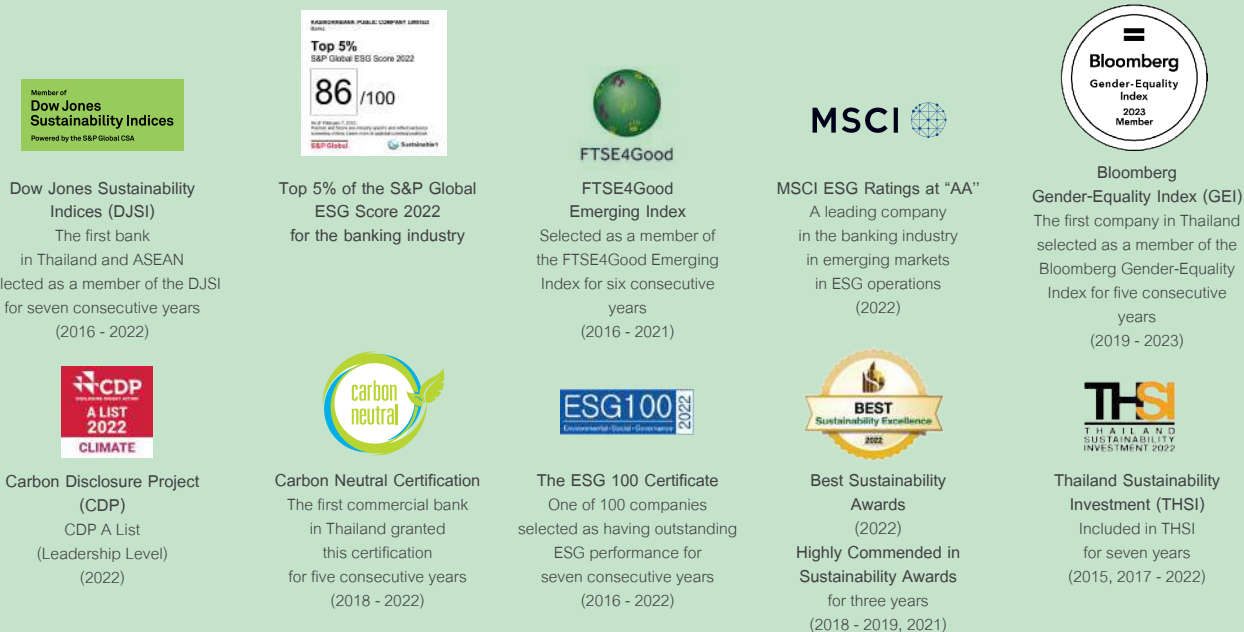 Member of
Dow Jones
Sustainability Indices
Powered by the S&P Global CSA
Dow Jones Sustainability
Indices (DJSI)
The first bank
in Thailand and ASEAN
lected as a member of the DJSI
for seven consecutive years
(2016 - 2022)
KASIKORNBANK PUBLIC COMPANY LIMITED
Top 5%
S&P Global ESG Score 2022
86 /100
S&P Global
Sustainable1
Top 5% of the S&P Global
ESG Score 2022
for the banking industry
FTSE4Good
FTSE4Good
Emerging Index
Selected as a member of
the FTSE4Good Emerging
Index for six consecutive
years
(2016 - 2021)
MSCI
MSCI ESG Ratings at “AA”
A leading company
in the banking industry
in emerging markets
in ESG operations
(2022)
Bloomberg
Gender-Equality
Index
2023
Member
Bloomberg
Gender-Equality Index (GEI)
The first company in Thailand
selected as a member of the
Bloomberg Gender-Equality
Index for five consecutive
years
(2019 - 2023)
CDP
DISCLOSURE INSIGHT ACTION
A LIST
2022
CLIMATE
Carbon Disclosure Project
(CDP)
CDP A List
(Leadership Level)
(2022)
carbon
neutral
Carbon Neutral Certification
The first commercial bank
in Thailand granted
this certification
for five consecutive years
(2018 - 2022)
ESG100 2022
Environmental•Social•Governance
The ESG 100 Certificate
One of 100 companies
selected as having outstanding
ESG performance for
seven consecutive years
(2016 - 2022)
BEST
Sustainability Excellence
2022
Best Sustainability
Awards
(2022)
Highly Commended in
Sustainability Awards
for three years
(2018 - 2019, 2021)
THSI
THAILAND
SUSTAINABILITY
INVESTMENT 2022
Thailand Sustainability
Investment (THSI)
Included in THSI
for seven years
(2015, 2017 - 2022)